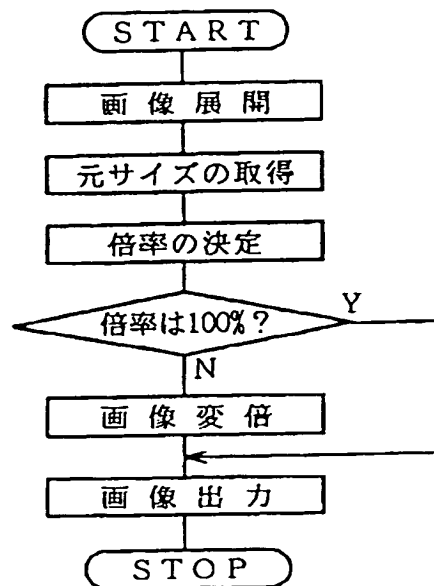 START
画像展開
元サイズの取得
倍率の決定
倍率は100%?
Y
N
画像変倍
画像出力
STOP